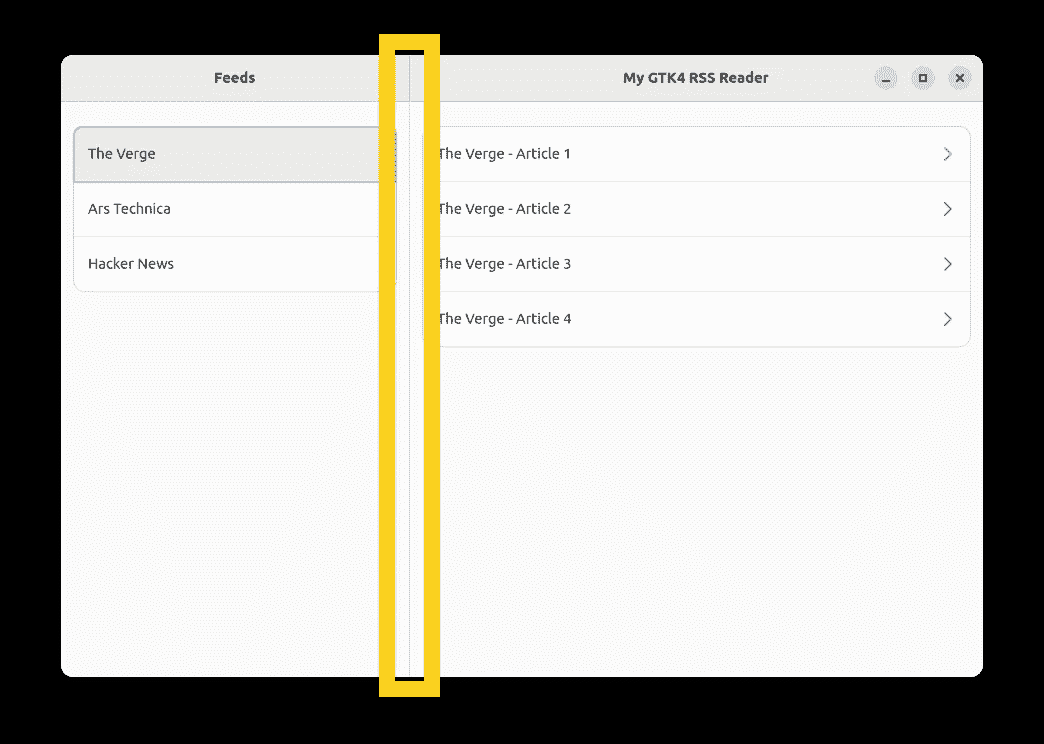 Feeds
My GTK4 RSS Reader
The Verge
Ars Technica
Hacker News
The Verge - Article 1
The Verge - Article 2
The Verge - Article 3
The Verge - Article 4